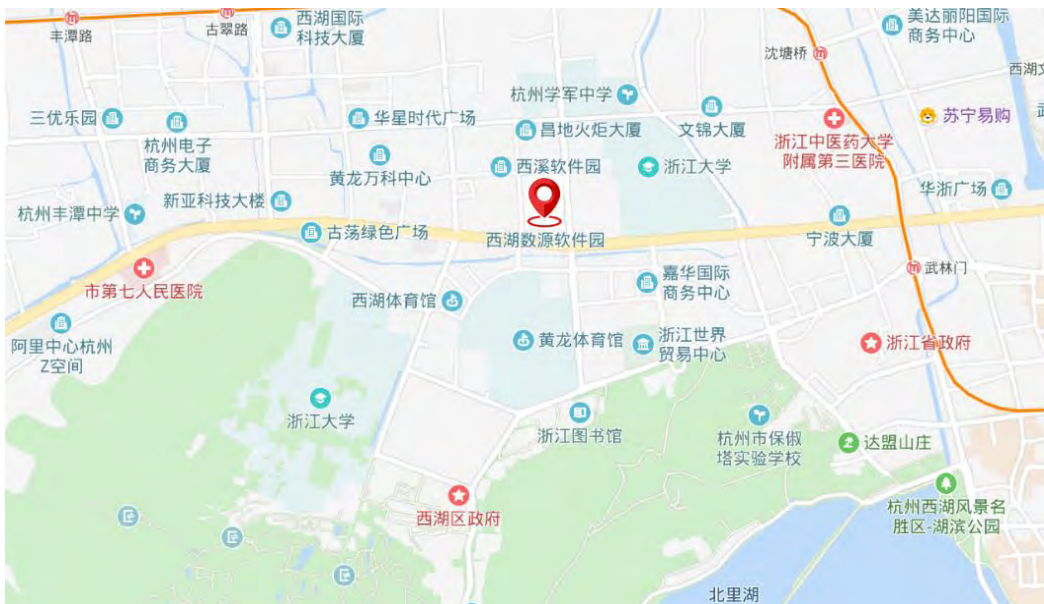 西湖国际
科技大厦
美达丽阳国际
商务中心
丰潭路
古翠路
沈塘桥
西湖文
杭州学军中学
三优乐园
华星时代广场
昌地火炬大厦
文锦大厦
苏宁易购
武
杭州电子
商务大厦
浙江中医药大学
附属第三医院
黄龙万科中心
西溪软件园
浙江大学
新亚科技大楼
华浙广场
杭州丰潭中学
古荡绿色广场
西湖数源软件园
宁波大厦
武林门
市第七人民医院
西湖体育馆
嘉华国际
商务中心
阿里中心杭州
Z空间
黄龙体育馆
浙江世界
贸易中心
浙江省政府
浙江大学
浙江图书馆
杭州市保俶
塔实验学校
达盟山庄
西湖区政府
杭州西湖风景名
胜区-湖滨公园
北里湖